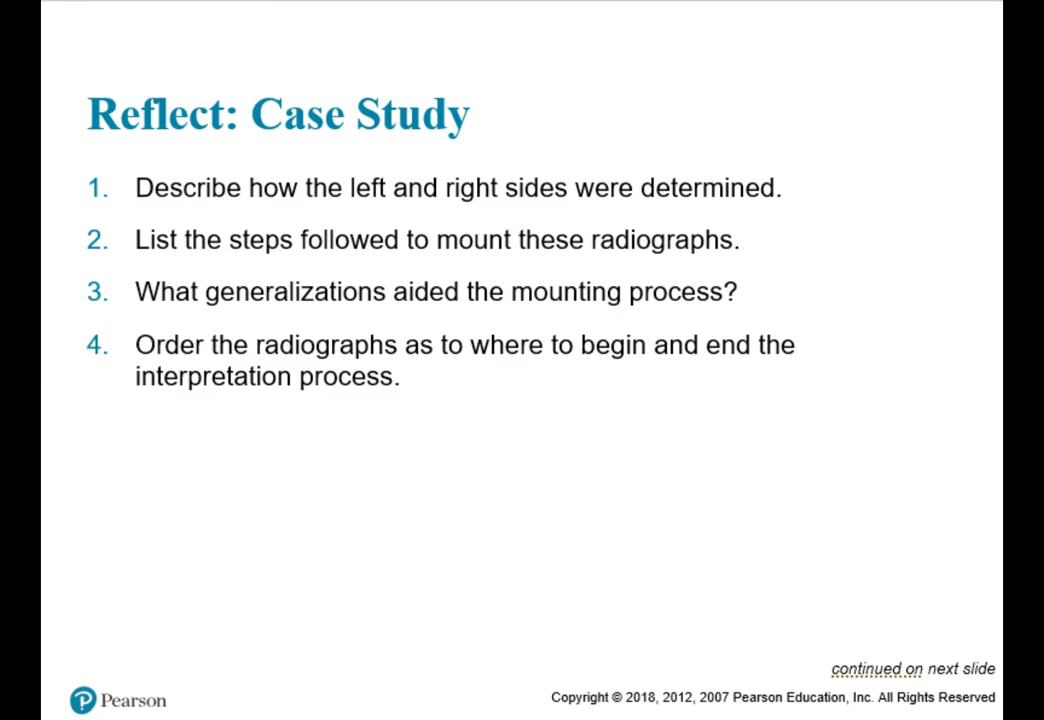 Reflect: Case Study
1. Describe how the left and right sides were determined.
2. List the steps followed to mount these radiographs.
3. What generalizations aided the mounting process?
4. Order the radiographs as to where to begin and end the
interpretation process.
continued on next slide
P Pearson
Copyright © 2018, 2012, 2007 Pearson Education, Inc. All Rights Reserved